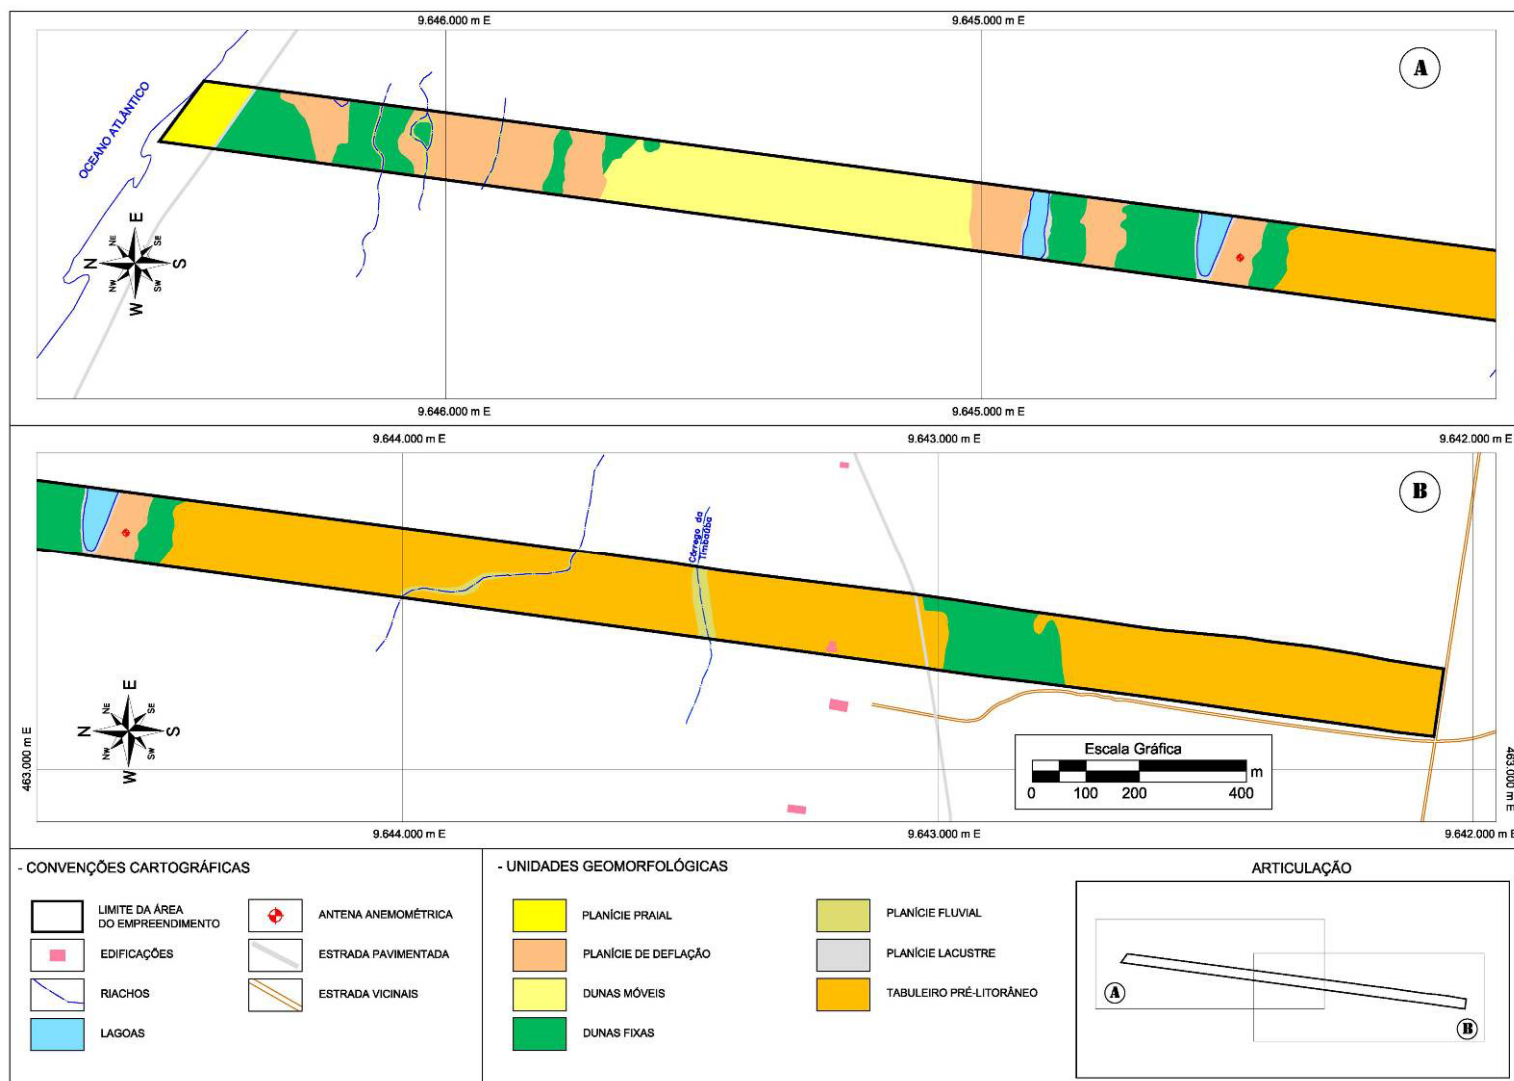 9.646.000 m E
9.645.000 m E
A
OCEANO ATLÂNTICO
E
NE
SE
N
S
NW
SW
W
9.646.000 m E
9.645.000 m E
9.644.000 m E
9.643.000 m E
9.642.000 m E
B
Córrego da
Timbaúba
E
NE
SE
N
S
NW
SW
W
463.000 m E
463.000 m E
Escala Gráfica
m
0 100 200 400
9.644.000 m E
9.643.000 m E
9.642.000 m E
- CONVENÇÕES CARTOGRÁFICAS
LIMITE DA ÁREA
DO EMPREENDIMENTO
EDIFICAÇÕES
RIACHOS
LAGOAS
ANTENA ANEMOMÉTRICA
ESTRADA PAVIMENTADA
ESTRADA VICINAIS
- UNIDADES GEOMORFOLÓGICAS
PLANÍCIE PRAIAL
PLANÍCIE DE DEFLAÇÃO
DUNAS MÓVEIS
DUNAS FIXAS
PLANÍCIE FLUVIAL
PLANÍCIE LACUSTRE
TABULEIRO PRÉ-LITORÂNEO
ARTICULAÇÃO
A
B